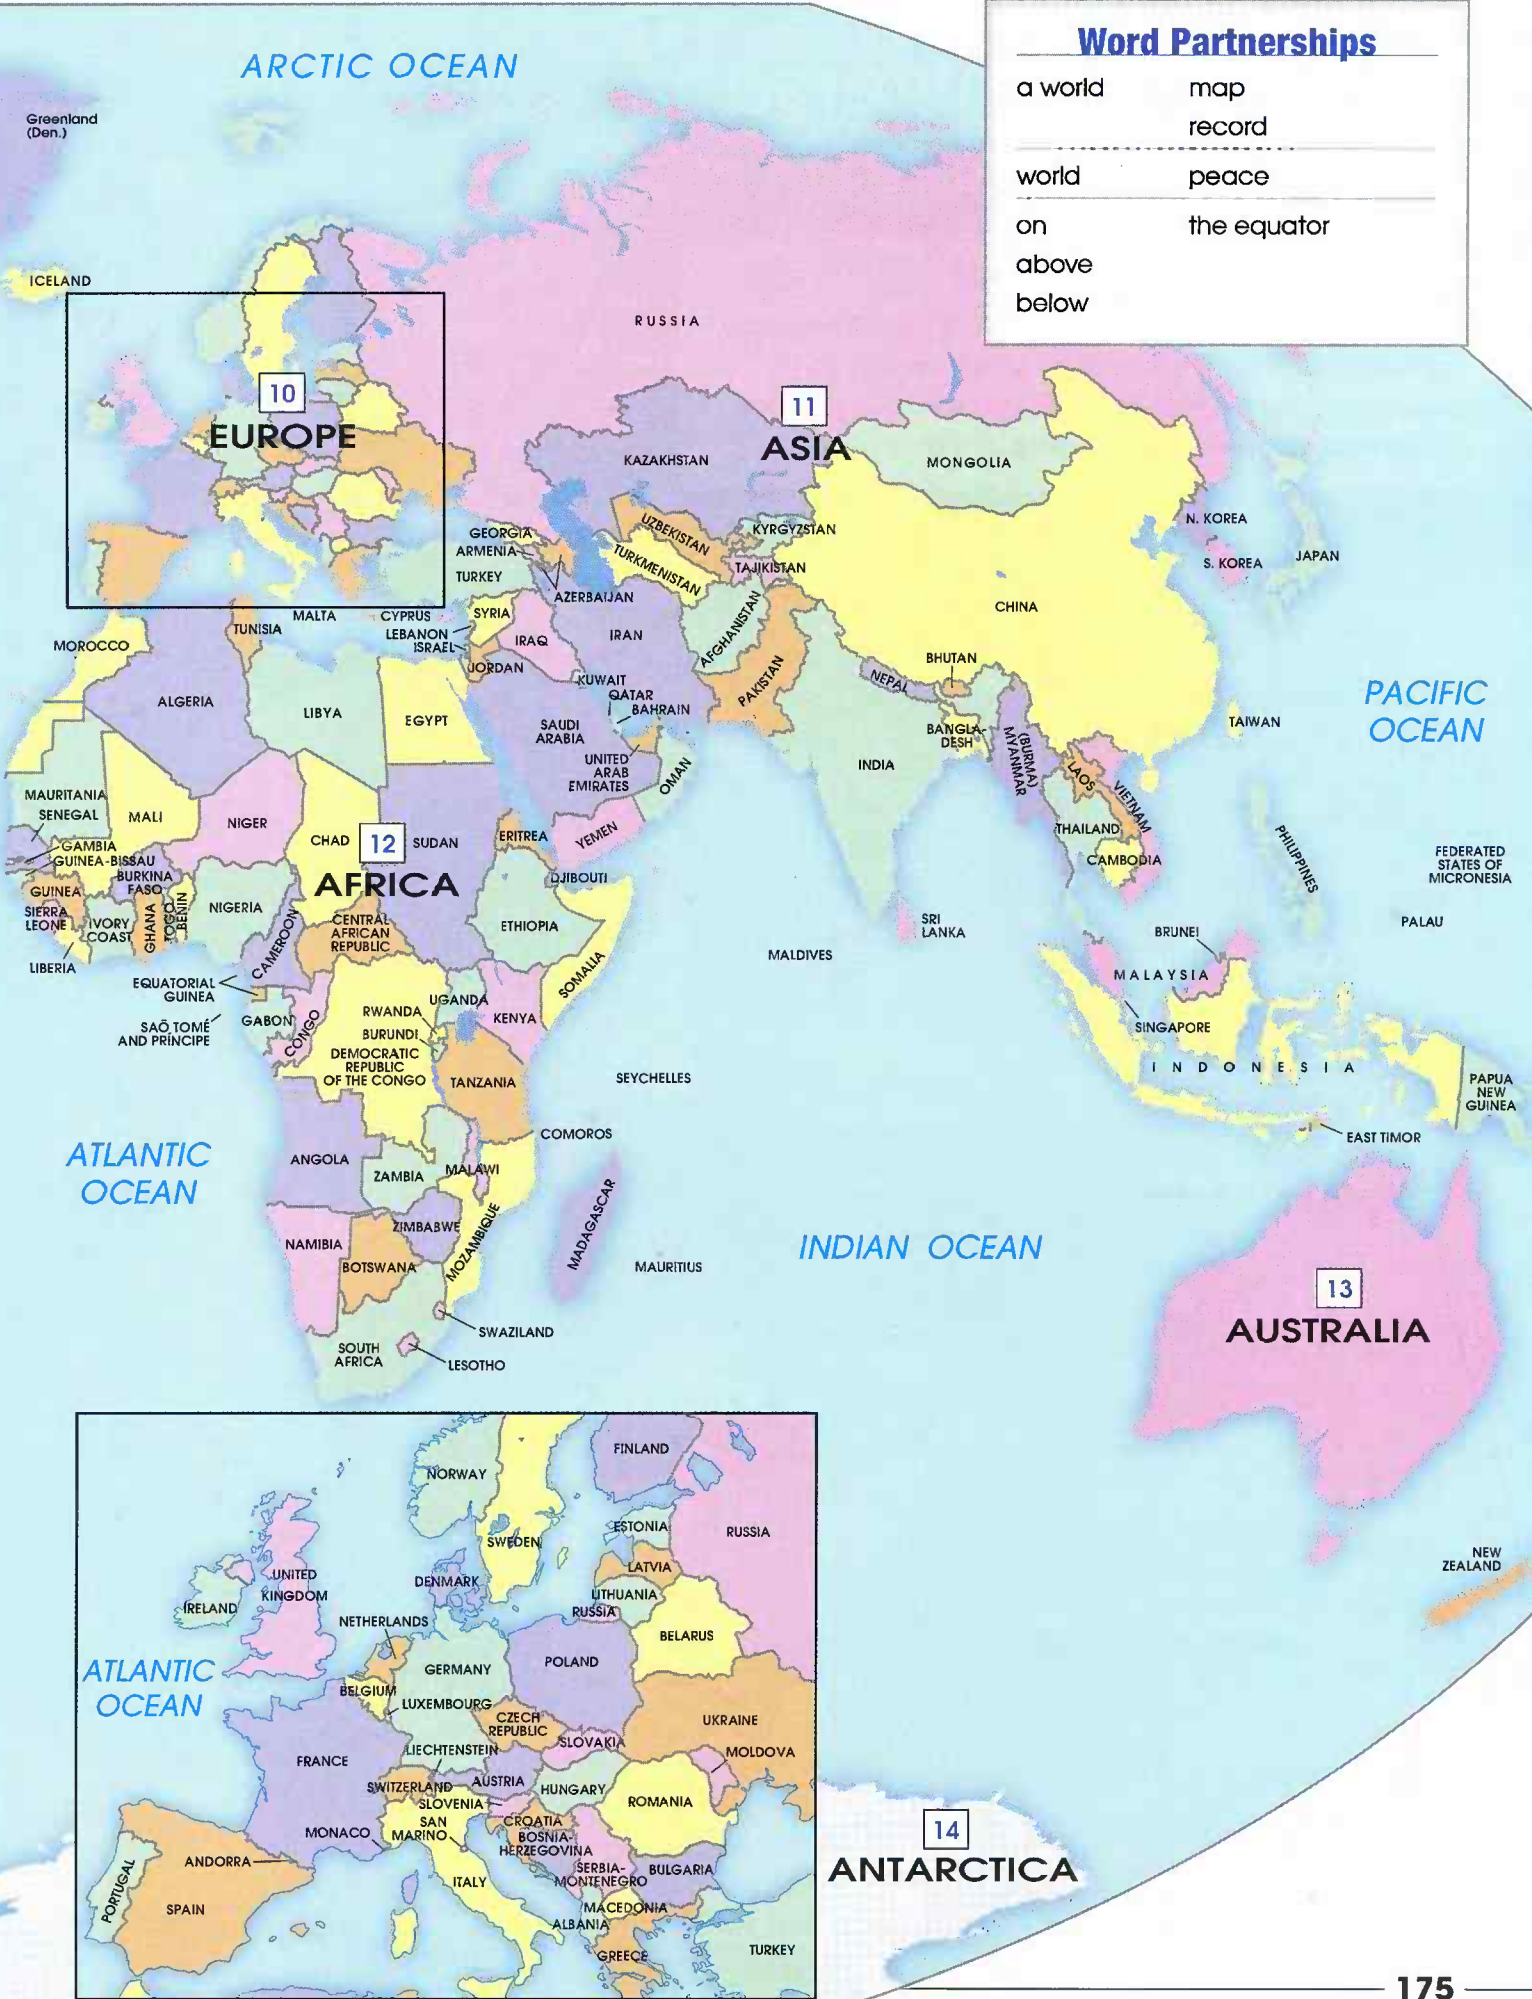 Word Partnerships
a world map
record
world peace
on the equator
above
below
ARCTIC OCEAN
Greenland
(Den.)
ICELAND
RUSSIA
10
EUROPE
11
ASIA
KAZAKHSTAN
MONGOLIA
GEORGIA
ARMENIA
TURKEY
AZERBAIJAN
UZBEKISTAN
TURKMENISTAN
KYRGYZSTAN
TAJIKISTAN
N. KOREA
S. KOREA
JAPAN
CHINA
MALTA
CYPRUS
LEBANON
ISRAEL
SYRIA
IRAQ
IRAN
JORDAN
AFGHANISTAN
PAKISTAN
KUWAIT
QATAR
BAHRAIN
SAUDI
ARABIA
UNITED
ARAB
EMIRATES
OMAN
YEMEN
NEPAL
BHUTAN
BANGLA-
DESH
INDIA
(BURMA)
MYANMAR
LAOS
VIETNAM
THAILAND
CAMBODIA
TAIWAN
PACIFIC
OCEAN
PHILIPPINES
FEDERATED
STATES OF
MICRONESIA
PALAU
SRI
LANKA
MALDIVES
BRUNEI
MALAYSIA
SINGAPORE
INDONESIA
PAPUA
NEW
GUINEA
EAST TIMOR
MOROCCO
TUNISIA
ALGERIA
LIBYA
EGYPT
MAURITANIA
SENEGAL
MALI
NIGER
CHAD
12
AFRICA
SUDAN
ERITREA
GAMBIA
GUINEA-BISSAU
BURKINA
FASO
GUINEA
SIERRA
LEONE
IVORY
COAST
GHANA
TOGO
BENIN
NIGERIA
LIBERIA
CAMEROON
CENTRAL
AFRICAN
REPUBLIC
DJIBOUTI
ETHIOPIA
SOMALIA
EQUATORIAL
GUINEA
SAÕ TOMÉ
AND PRÍNCIPE
GABON
CONGO
RWANDA
BURUNDI
DEMOCRATIC
REPUBLIC
OF THE CONGO
UGANDA
KENYA
TANZANIA
SEYCHELLES
COMOROS
ATLANTIC
OCEAN
ANGOLA
ZAMBIA
MALAWI
ZIMBABWE
MOZAMBIQUE
MADAGASCAR
MAURITIUS
NAMIBIA
BOTSWANA
SWAZILAND
SOUTH
AFRICA
LESOTHO
INDIAN OCEAN
13
AUSTRALIA
NEW
ZEALAND
NORWAY
FINLAND
SWEDEN
ESTONIA
RUSSIA
LATVIA
LITHUANIA
RUSSIA
DENMARK
UNITED
KINGDOM
IRELAND
NETHERLANDS
BELARUS
ATLANTIC
OCEAN
GERMANY
POLAND
BELGIUM
LUXEMBOURG
CZECH
REPUBLIC
UKRAINE
SLOVAKIA
MOLDOVA
FRANCE
LIECHTENSTEIN
SWITZERLAND
AUSTRIA
HUNGARY
ROMANIA
SLOVENIA
SAN
MARINO
CROATIA
BOSNIA-
HERZEGOVINA
MONACO
ANDORRA
PORTUGAL
SPAIN
ITALY
SERBIA-
MONTENEGRO
BULGARIA
MACEDONIA
ALBANIA
GREECE
TURKEY
14
ANTARCTICA
175